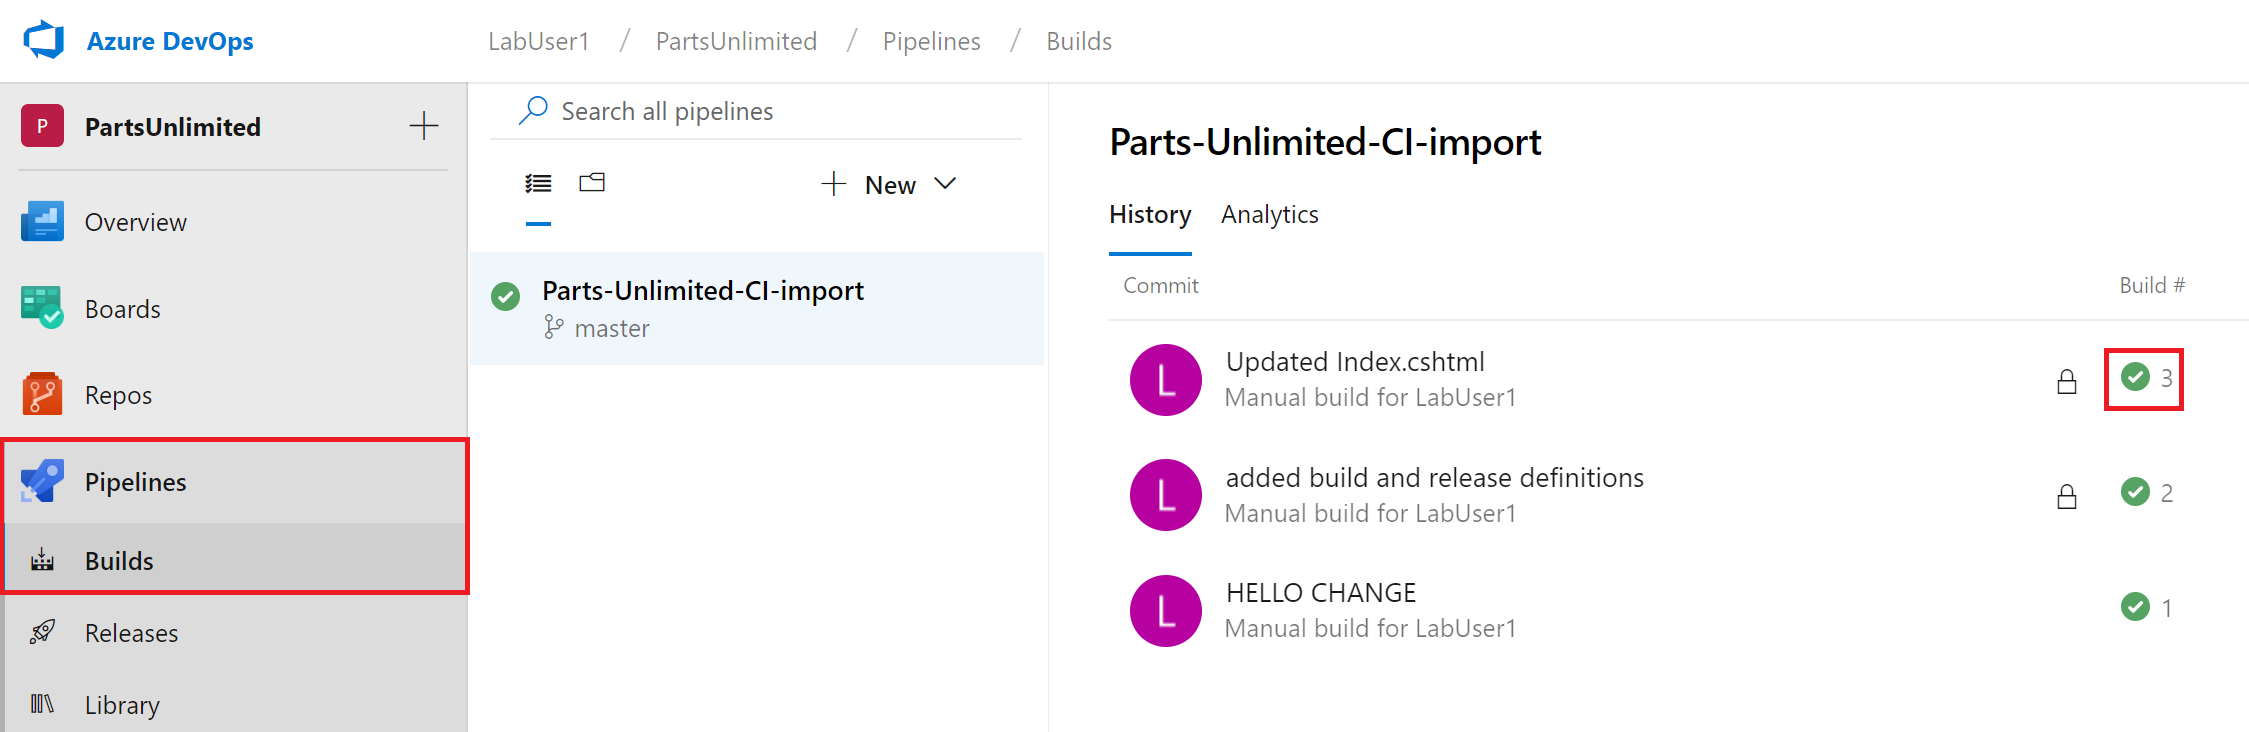 Azure DevOps
LabUser1 / PartsUnlimited / Pipelines / Builds
P PartsUnlimited
Overview
Boards
Repos
Pipelines
Builds
Releases
Library
Search all pipelines
New
Parts-Unlimited-CI-import
master
Parts-Unlimited-CI-import
History Analytics
Commit Build #
L Updated Index.cshtml 3
Manual build for LabUser1
L added build and release definitions 2
Manual build for LabUser1
L HELLO CHANGE 1
Manual build for LabUser1